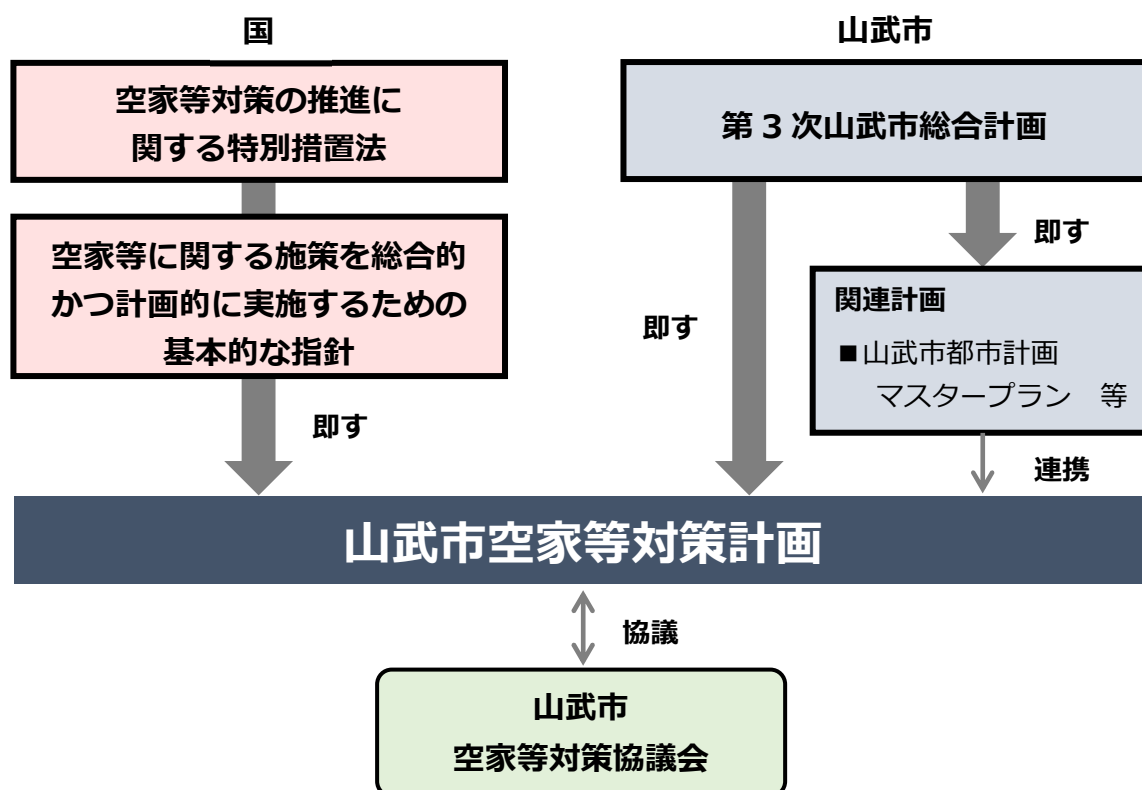 国
空家等対策の推進に
関する特別措置法
空家等に関する施策を総合的
かつ計画的に実施するための
基本的な指針
即す
山武市
第3次山武市総合計画
即す
即す
関連計画
■山武市都市計画
マスタープラン　等
連携
山武市空家等対策計画
協議
山武市
空家等対策協議会